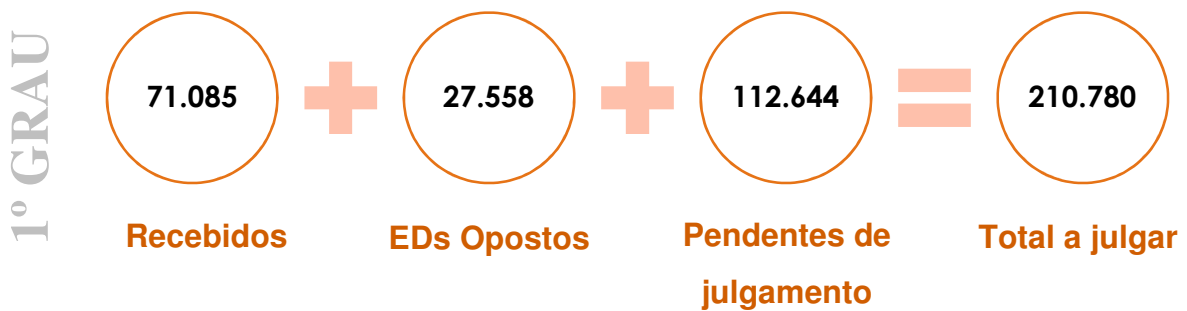 1º GRAU
71.085
27.558
112.644
210.780
Recebidos
EDs Opostos
Pendentes de
julgamento
Total a julgar